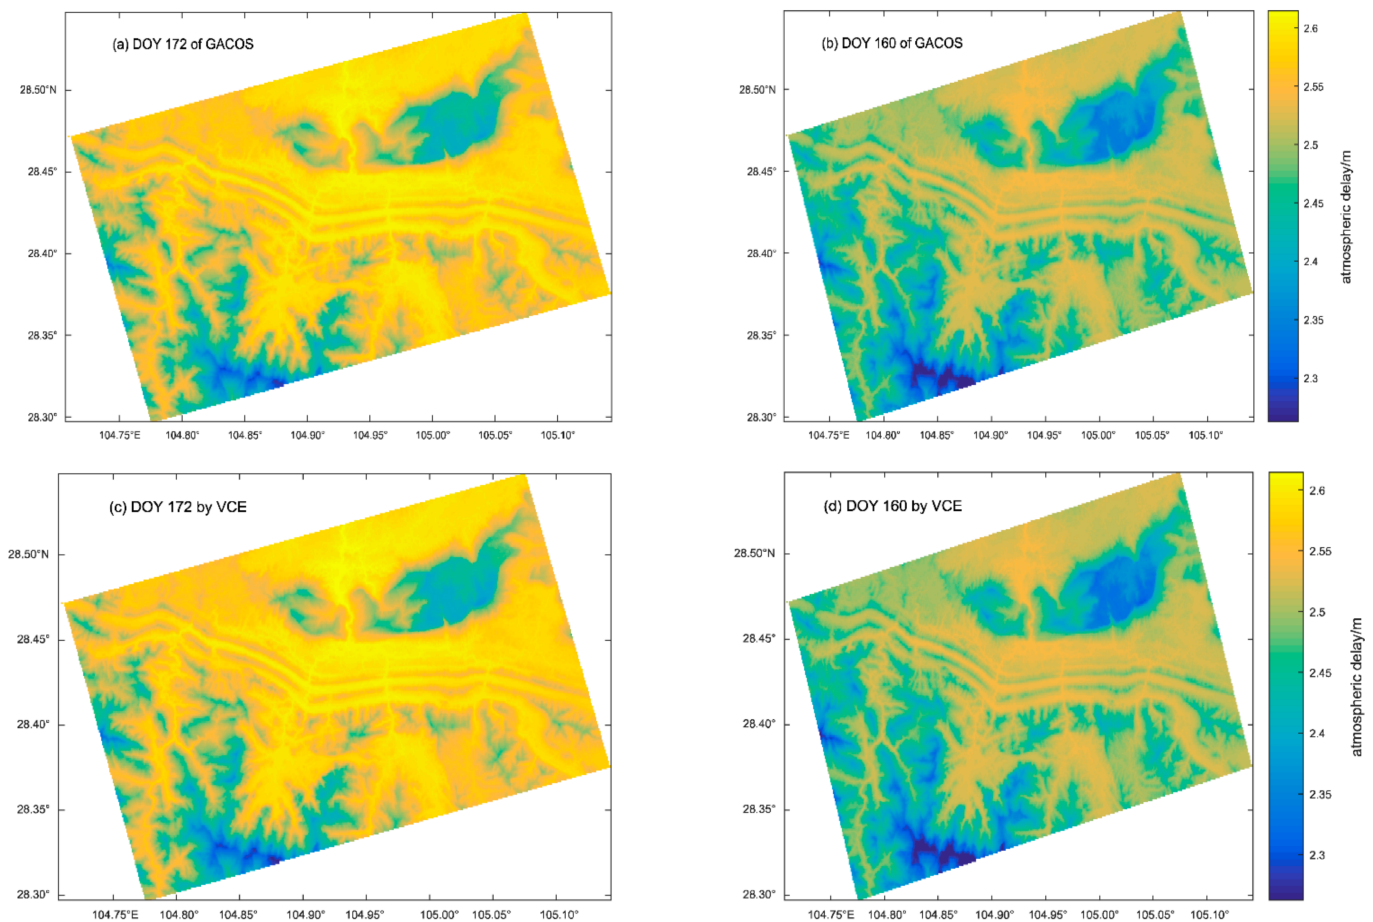 (a) DOY 172 of GACOS
28.50°N
28.45°
28.40°
28.35°
28.30°
104.75°E 104.80° 104.85° 104.90° 104.95° 105.00° 105.05° 105.10°
(b) DOY 160 of GACOS
28.50°N
28.45°
28.40°
28.35°
28.30°
104.75°E 104.80° 104.85° 104.90° 104.95° 105.00° 105.05° 105.10°
2.6
2.55
2.5
2.45
2.4
2.35
2.3
atmospheric delay/m
(c) DOY 172 by VCE
28.50°N
28.45°
28.40°
28.35°
28.30°
104.75°E 104.80° 104.85° 104.90° 104.95° 105.00° 105.05° 105.10°
(d) DOY 160 by VCE
28.50°N
28.45°
28.40°
28.35°
28.30°
104.75°E 104.80° 104.85° 104.90° 104.95° 105.00° 105.05° 105.10°
2.6
2.55
2.5
2.45
2.4
2.35
2.3
atmospheric delay/m